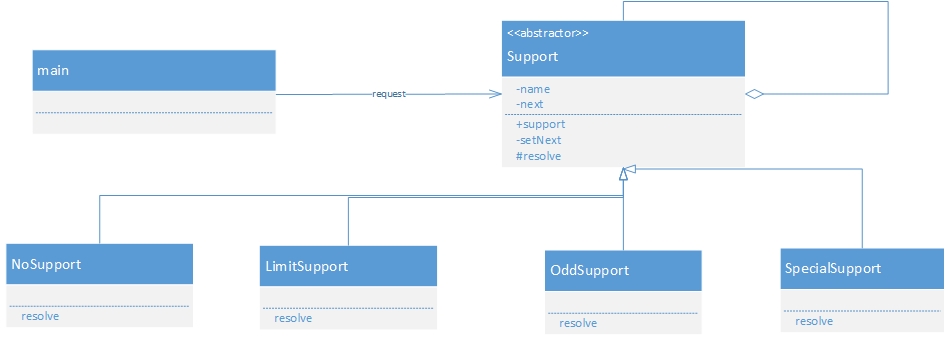 <<abstractor>>
Support
-name
-next
+support
-setNext
#resolve
main
request
NoSupport
resolve
LimitSupport
resolve
OddSupport
resolve
SpecialSupport
resolve